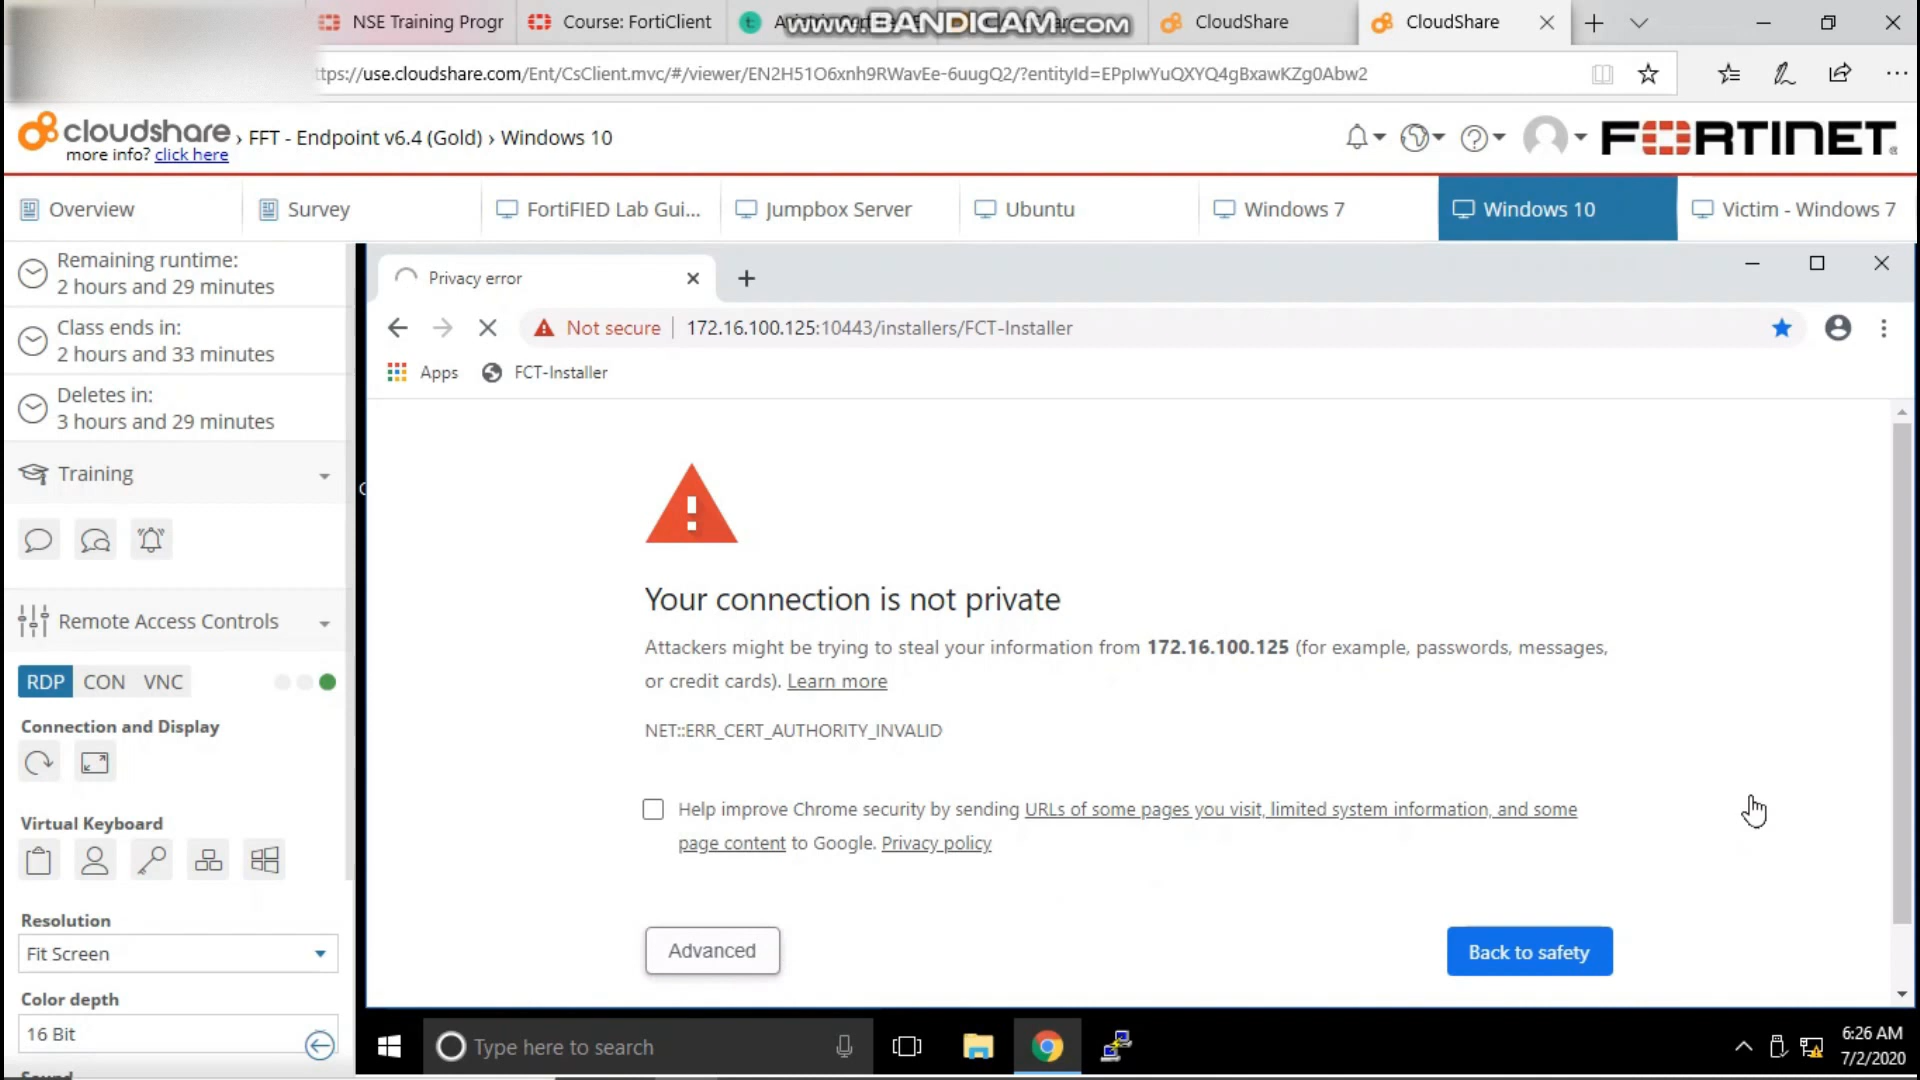 NSE Training Progr
Course: FortiClient
www.BANDICAM.com
CloudShare
CloudShare
ttps://use.cloudshare.com/Ent/CsClient.mvc/#/viewer/EN2H51O6xnh9RWavEe-6uugQ2/?entityId=EPpIwYuQXYQ4gBxawKZg0Abw2
cloudshare › FFT - Endpoint v6.4 (Gold) › Windows 10
more info? click here
FORTINET
Overview
Survey
FortiFIED Lab Gui...
Jumpbox Server
Ubuntu
Windows 7
Windows 10
Victim - Windows 7
Remaining runtime:
2 hours and 29 minutes
Class ends in:
2 hours and 33 minutes
Deletes in:
3 hours and 29 minutes
Training
Remote Access Controls
RDP CON VNC
Connection and Display
Virtual Keyboard
Resolution
Fit Screen
Color depth
16 Bit
Sound
Privacy error
Not secure 172.16.100.125:10443/installers/FCT-Installer
Apps FCT-Installer
Your connection is not private
Attackers might be trying to steal your information from 172.16.100.125 (for example, passwords, messages,
or credit cards). Learn more
NET::ERR_CERT_AUTHORITY_INVALID
Help improve Chrome security by sending URLs of some pages you visit, limited system information, and some
page content to Google. Privacy policy
Advanced
Back to safety
Type here to search
6:26 AM
7/2/2020